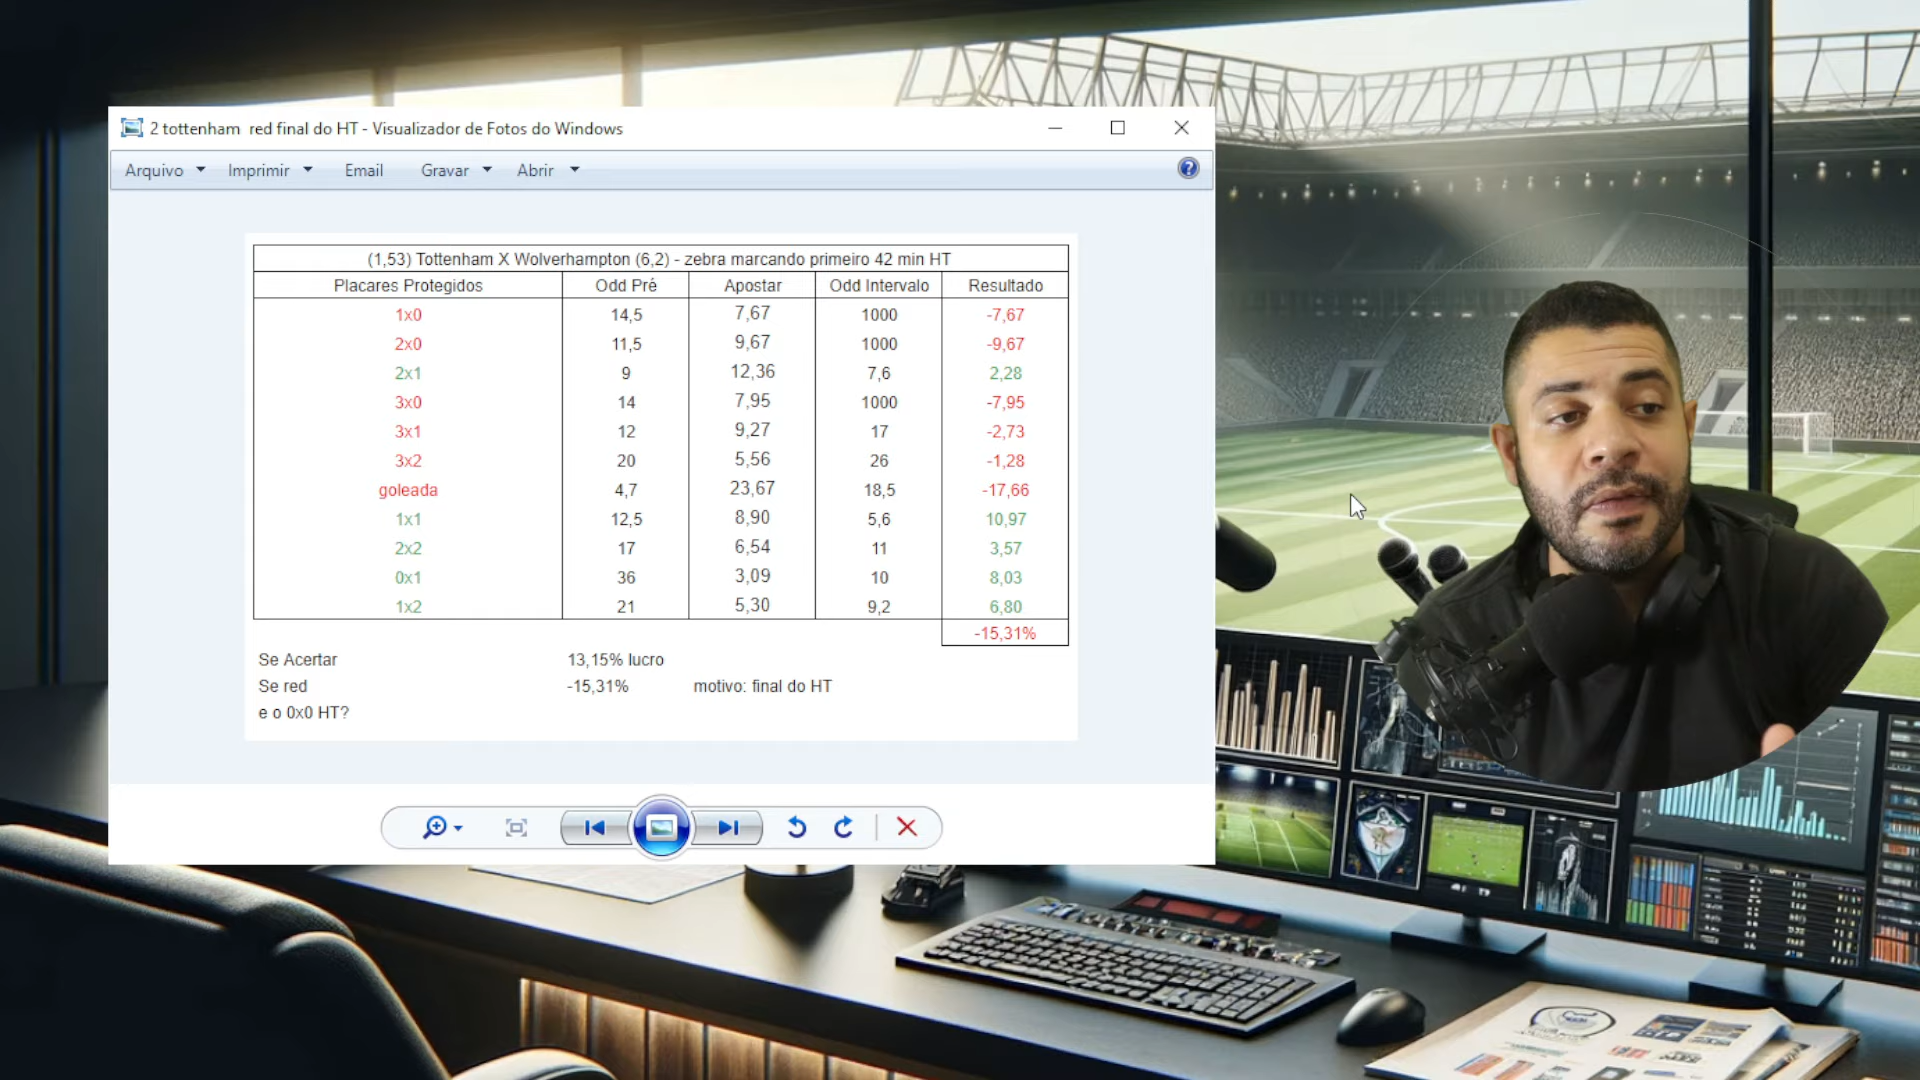 2 tottenham  red final do HT - Visualizador de Fotos do Windows
Arquivo Imprimir Email Gravar Abrir
(1,53) Tottenham X Wolverhampton (6,2) - zebra marcando primeiro 42 min HT
Placares Protegidos Odd Pré Apostar Odd Intervalo Resultado
1x0 14,5 7,67 1000 -7,67
2x0 11,5 9,67 1000 -9,67
2x1 9 12,36 7,6 2,28
3x0 14 7,95 1000 -7,95
3x1 12 9,27 17 -2,73
3x2 20 5,56 26 -1,28
goleada 4,7 23,67 18,5 -17,66
1x1 12,5 8,90 5,6 10,97
2x2 17 6,54 11 3,57
0x1 36 3,09 10 8,03
1x2 21 5,30 9,2 6,80
-15,31%
Se Acertar 13,15% lucro
Se red -15,31% motivo: final do HT
e o 0x0 HT?